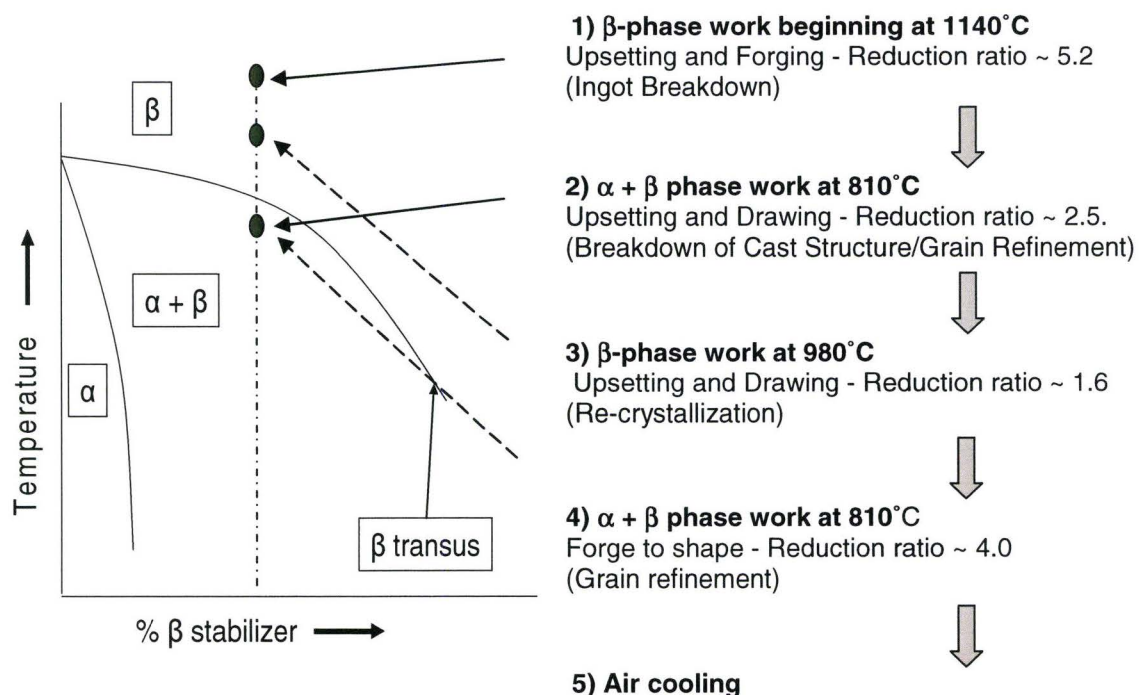 β
α + β
α
Temperature
β transus
% β stabilizer
1) β-phase work beginning at 1140˚C
Upsetting and Forging - Reduction ratio ~ 5.2
(Ingot Breakdown)
2) α + β phase work at 810˚C
Upsetting and Drawing - Reduction ratio ~ 2.5.
(Breakdown of Cast Structure/Grain Refinement)
3) β-phase work at 980˚C
Upsetting and Drawing - Reduction ratio ~ 1.6
(Re-crystallization)
4) α + β phase work at 810˚C
Forge to shape - Reduction ratio ~ 4.0
(Grain refinement)
5) Air cooling